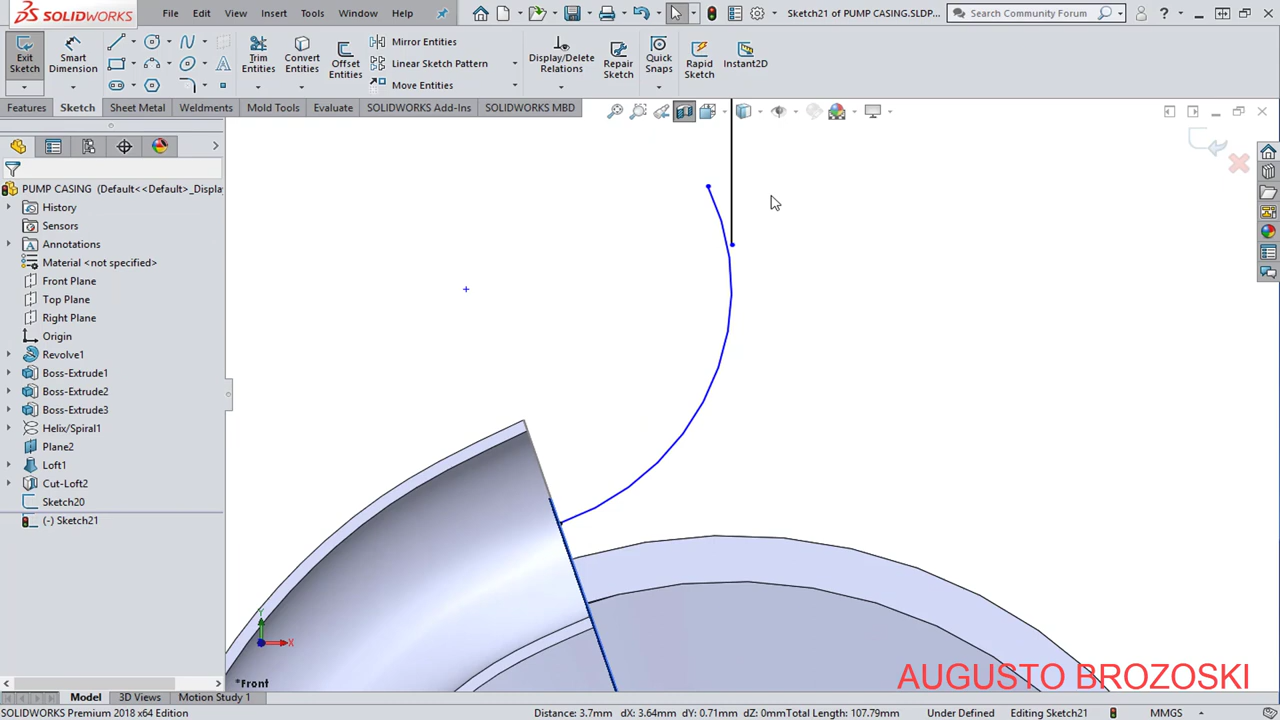 SOLIDWORKS File Edit View Insert Tools Window Help Sketch21 of PUMP CASING.SLDP... Search Community Forum
Exit Sketch Smart Dimension Trim Entities Convert Entities Offset Entities Mirror Entities Linear Sketch Pattern Move Entities Display/Delete Relations Repair Sketch Quick Snaps Rapid Sketch Instant2D
Features Sketch Sheet Metal Weldments Mold Tools Evaluate SOLIDWORKS Add-Ins SOLIDWORKS MBD
PUMP CASING (Default<<Default>_Displa
History
Sensors
Annotations
Material <not specified>
Front Plane
Top Plane
Right Plane
Origin
Revolve1
Boss-Extrude1
Boss-Extrude2
Boss-Extrude3
Helix/Spiral1
Plane2
Loft1
Cut-Loft2
Sketch20
(-) Sketch21
Y
X
*Front
AUGUSTO BROZOSKI
Model 3D Views Motion Study 1
SOLIDWORKS Premium 2018 x64 Edition Distance: 3.7mm dX: 3.64mm dY: 0.71mm dZ: 0mmTotal Length: 107.79mm Under Defined Editing Sketch21 MMGS